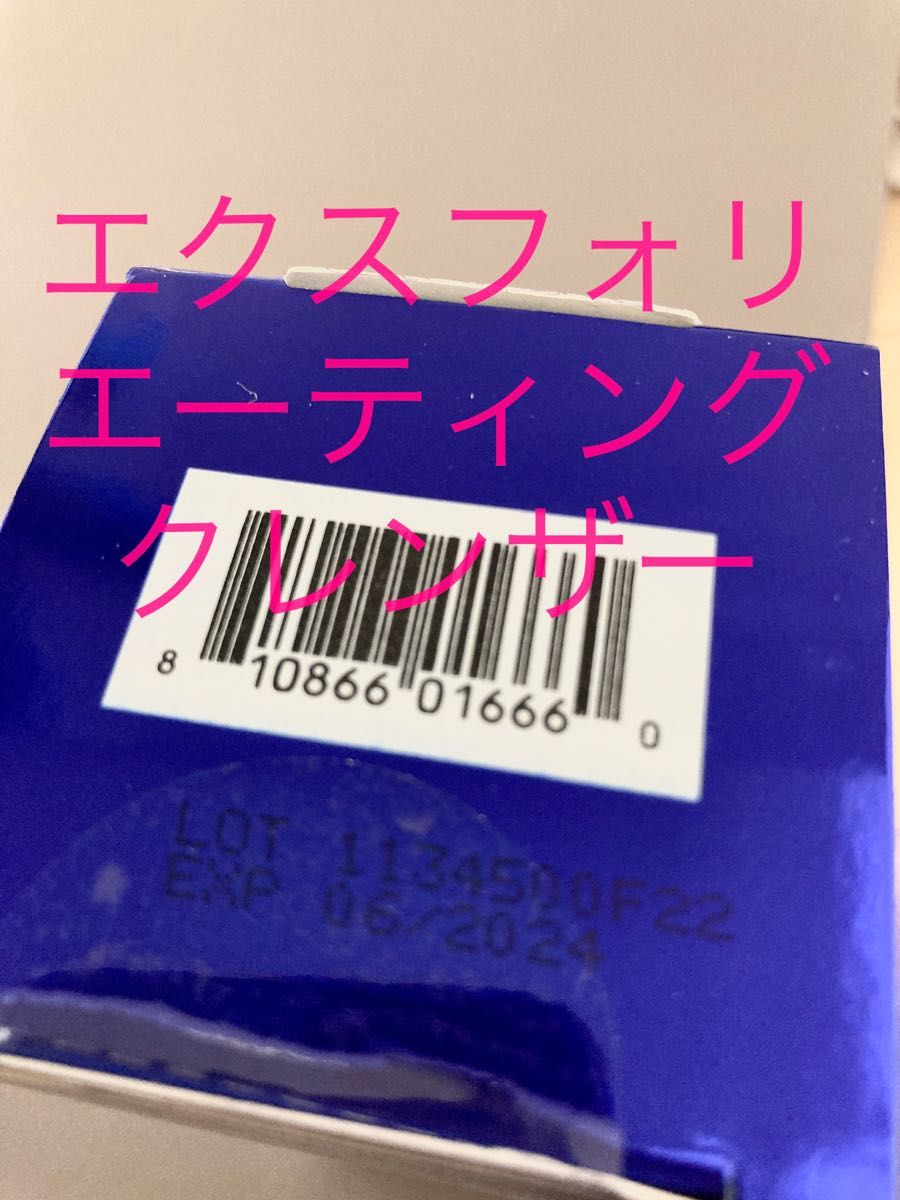 エクスフォリ
エーティング
クレンザー
8 10866 01666 0
LOT 1134500F22
EXP 06/2024